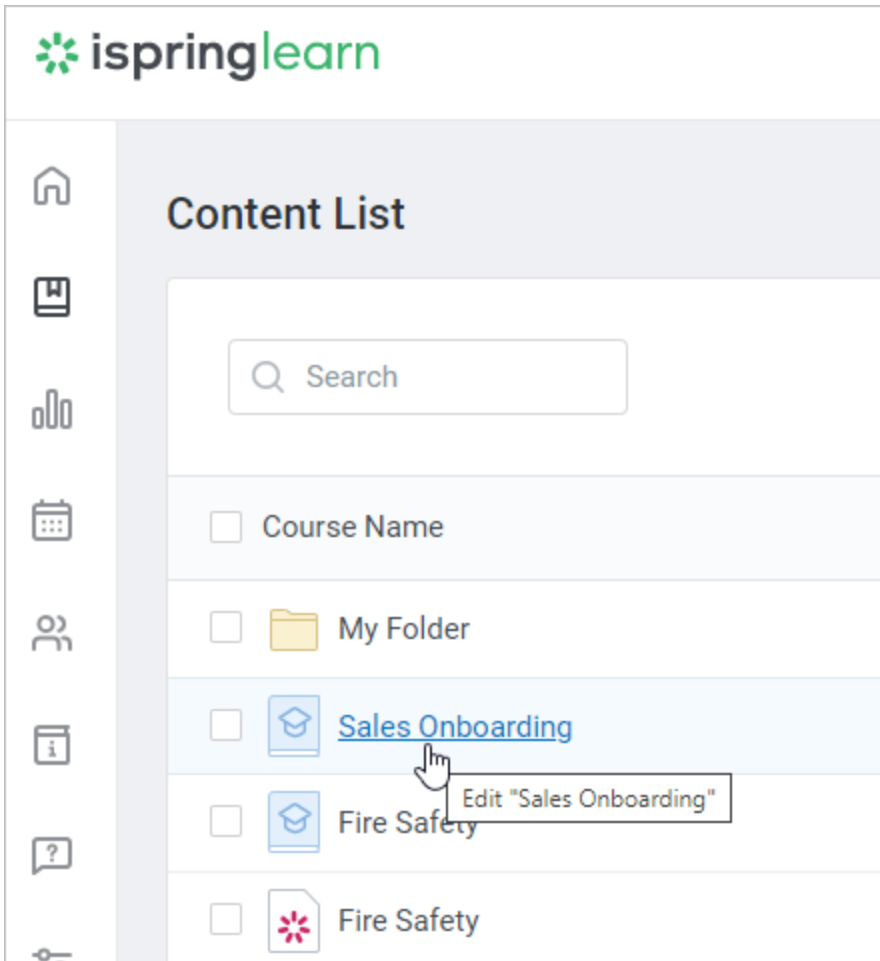 ispringlearn
Content List
Search
Course Name
My Folder
Sales Onboarding
Edit "Sales Onboarding"
Fire Safety
Fire Safety